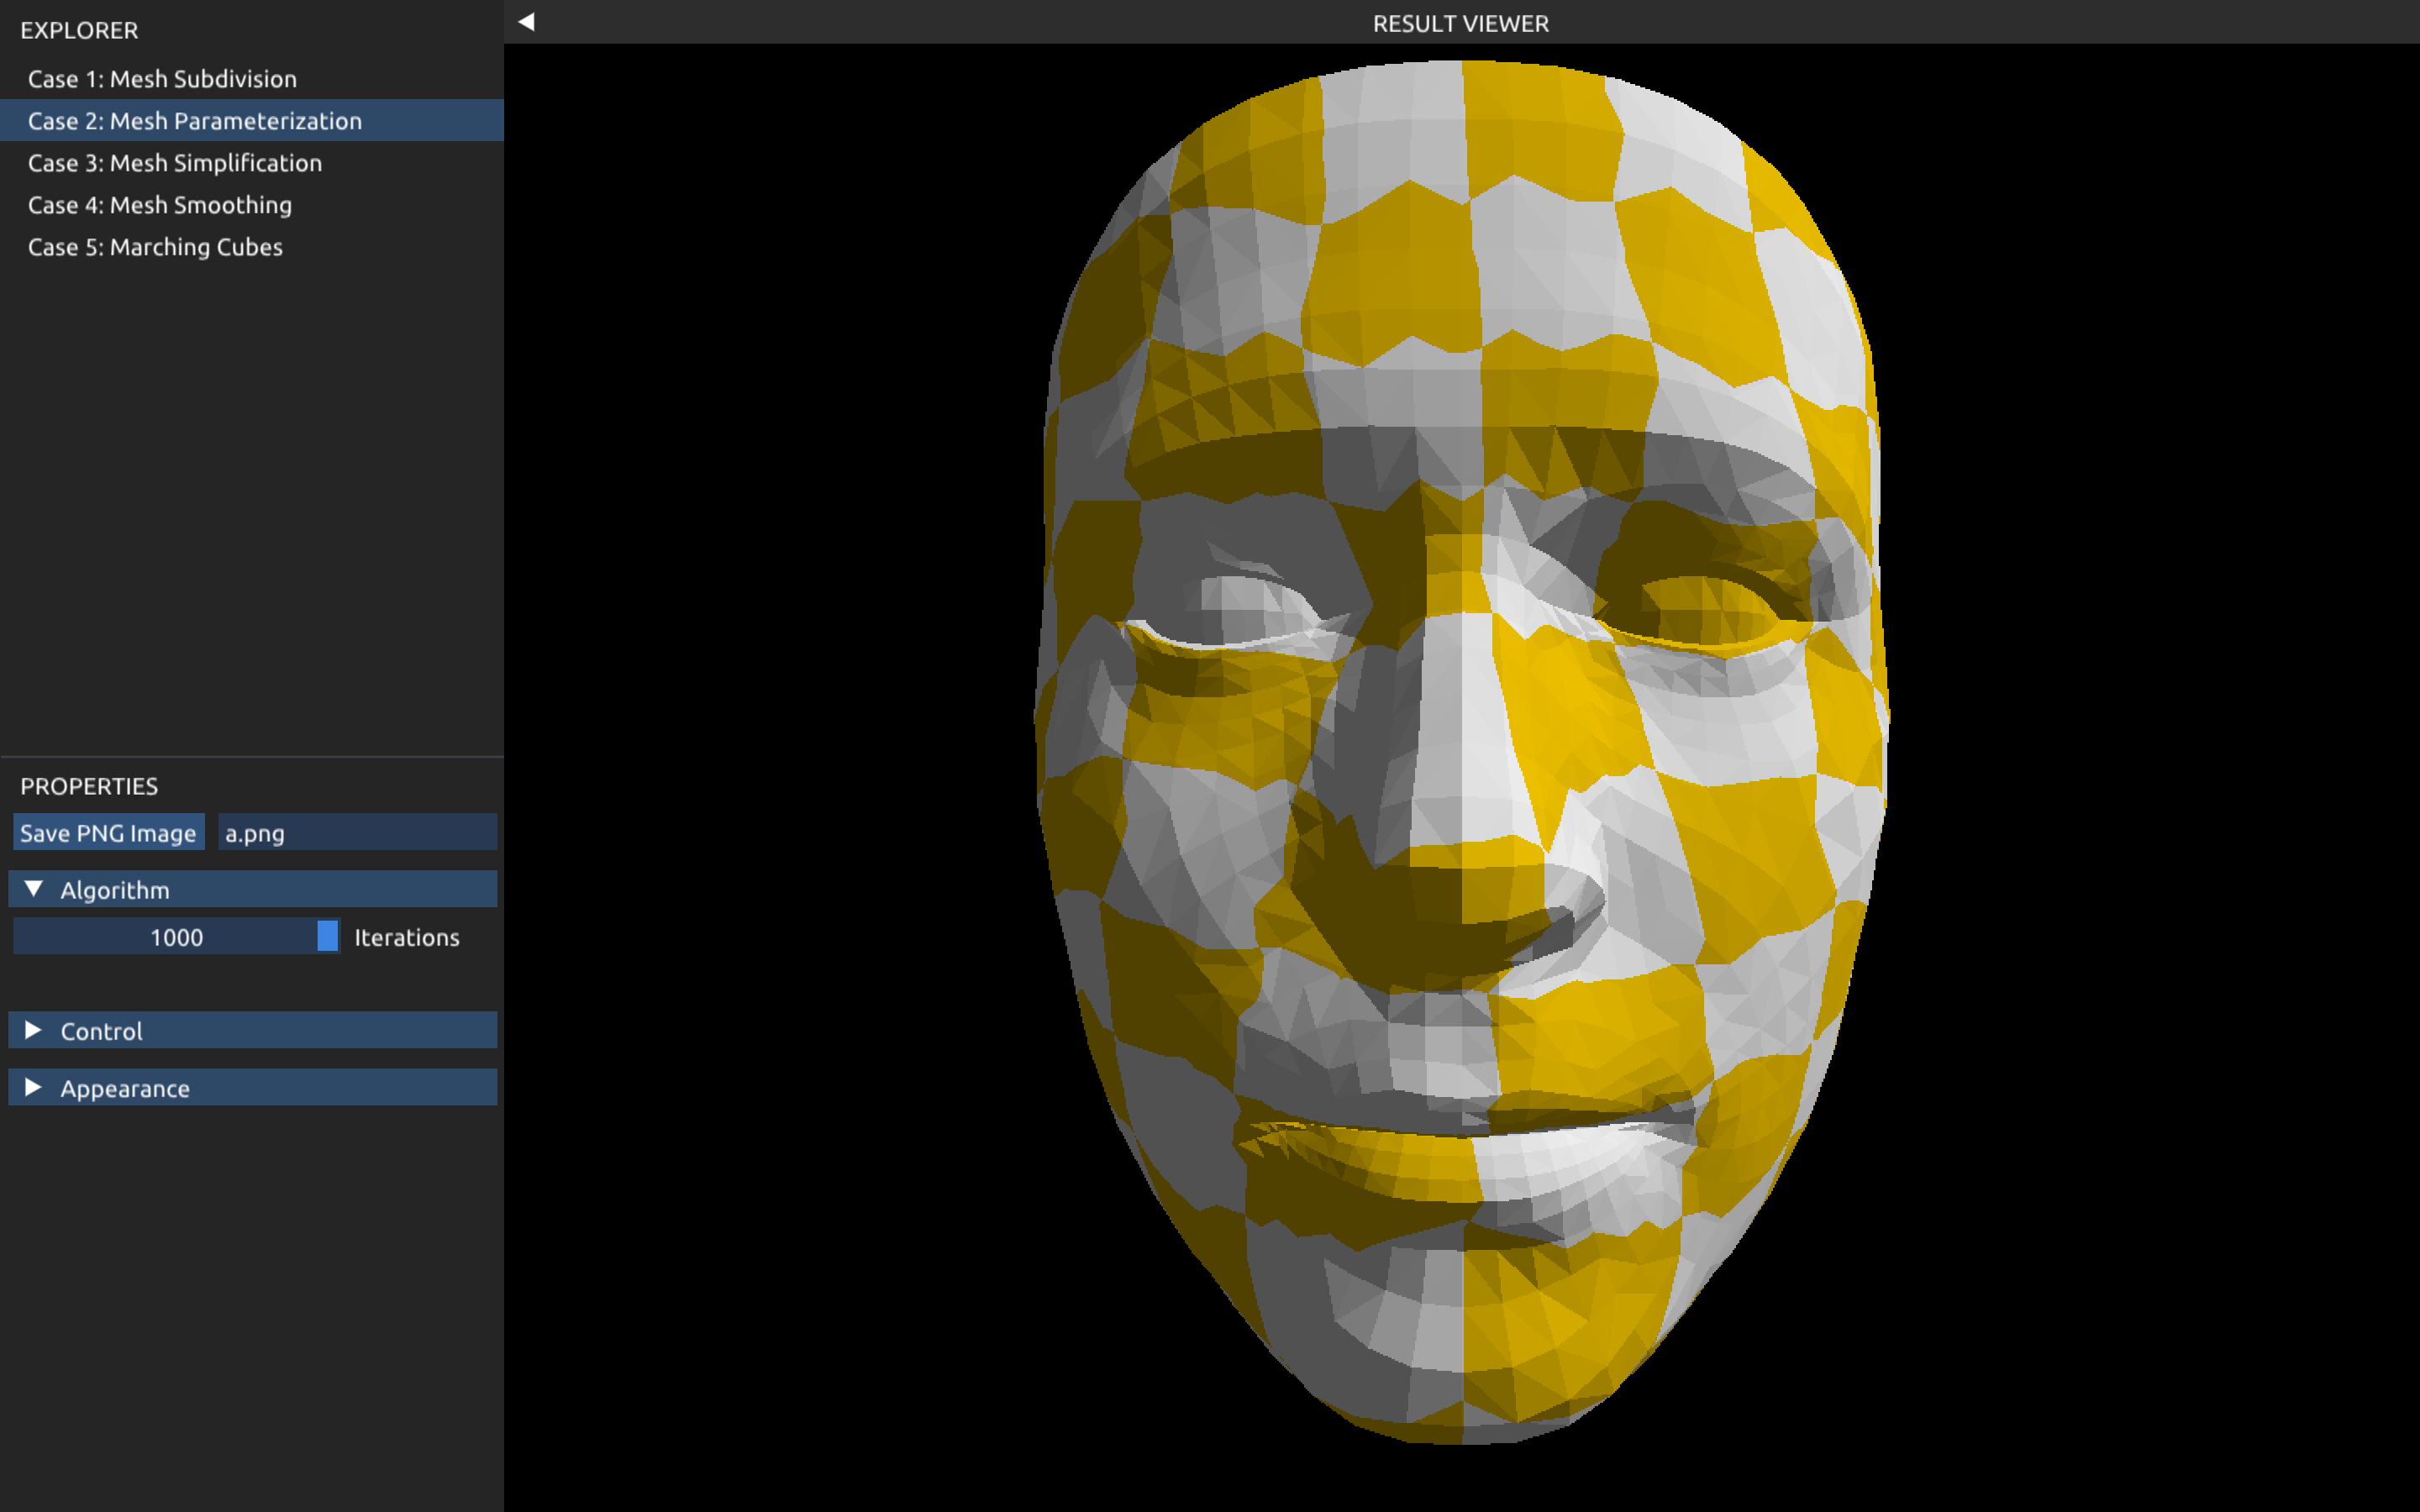 EXPLORER
Case 1: Mesh Subdivision
Case 2: Mesh Parameterization
Case 3: Mesh Simplification
Case 4: Mesh Smoothing
Case 5: Marching Cubes
PROPERTIES
Save PNG Image a.png
Algorithm
1000 Iterations
Control
Appearance
RESULT VIEWER